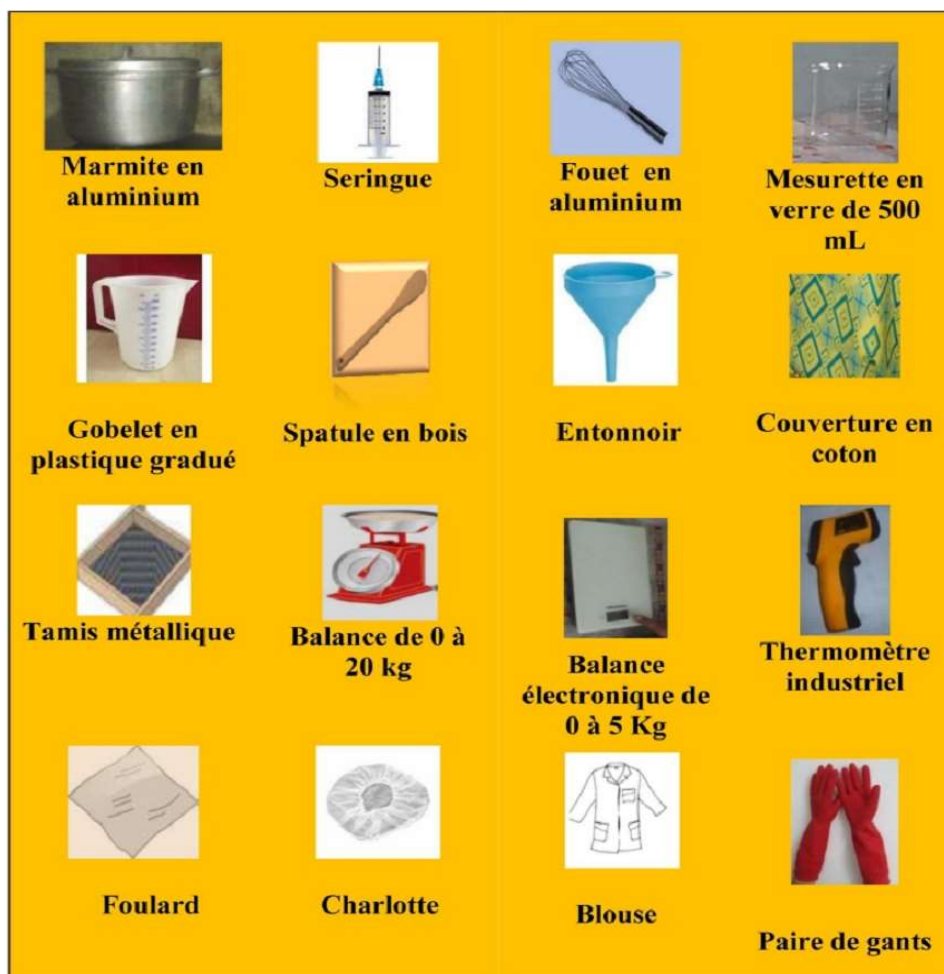 Marmite en
aluminium
Seringue
Fouet en
aluminium
Mesurette en
verre de 500
mL
Gobelet en
plastique gradué
Spatule en bois
Entonnoir
Couverture en
coton
Tamis métallique
Balance de 0 à
20 kg
Balance
électronique de
0 à 5 Kg
Thermomètre
industriel
Foulard
Charlotte
Blouse
Paire de gants